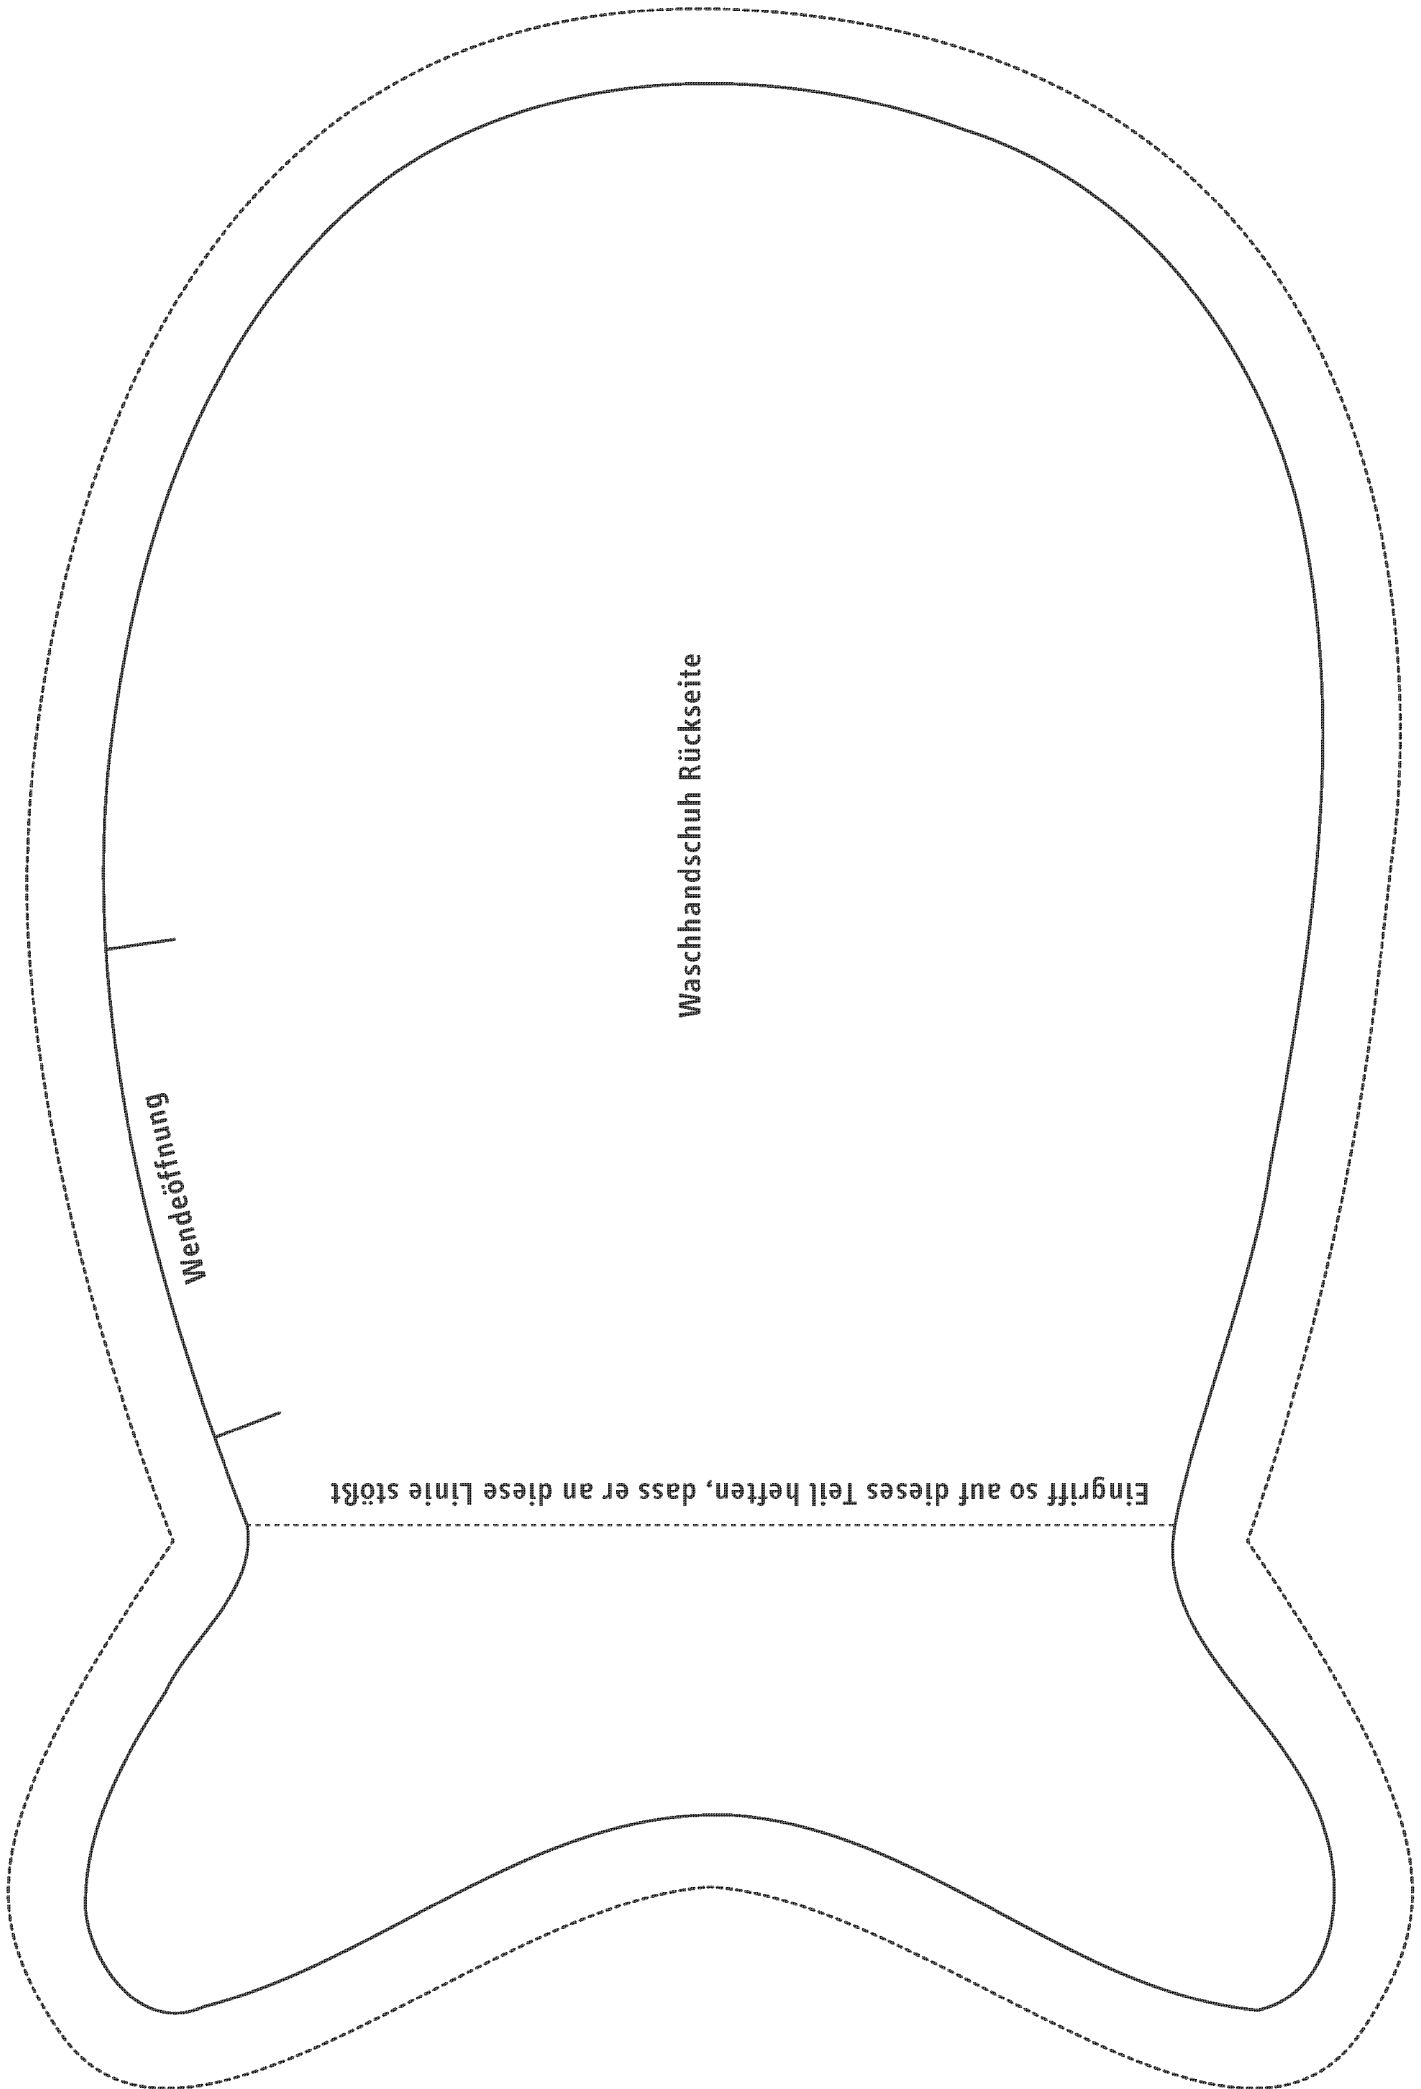 Waschhandschuh Rückseite
Wendeöffnung
Eingriff so auf dieses Teil heften, dass er an diese Linie stößt